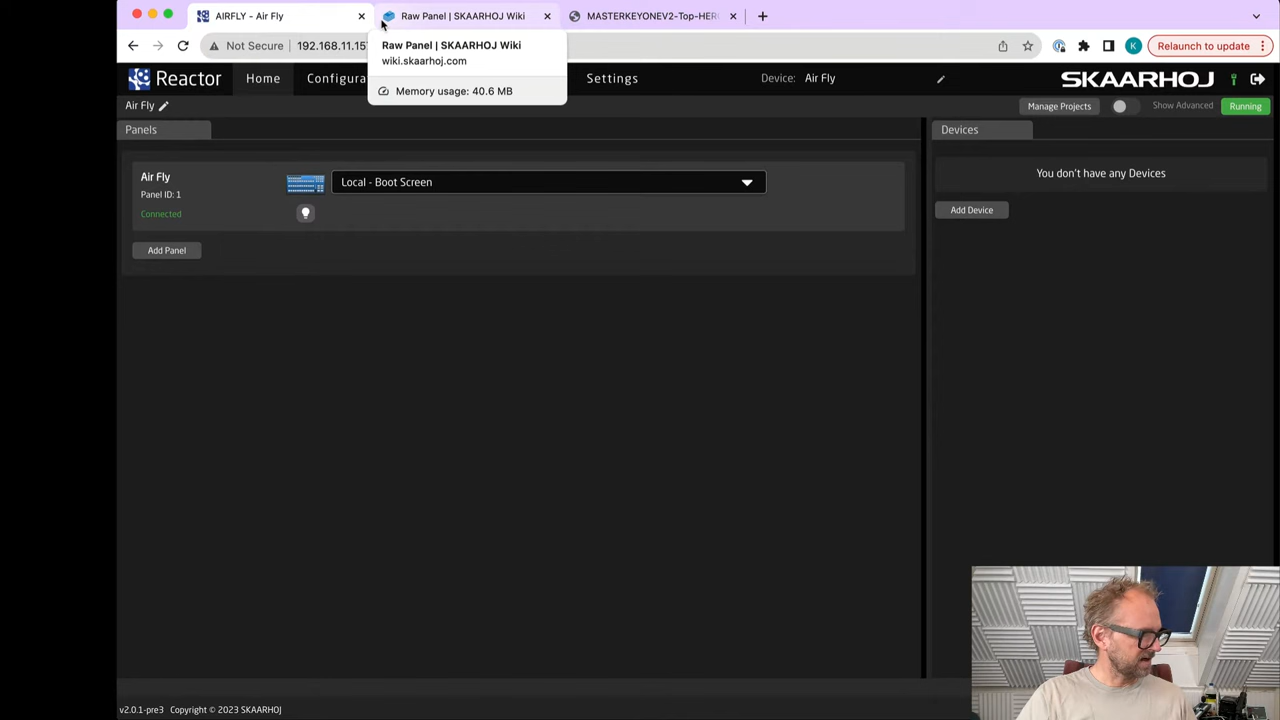 AIRFLY - Air Fly
Raw Panel | SKAARHOJ Wiki
MASTERKEYONEV2-Top-HER
Not Secure
192.168.11.15
Relaunch to update
K
Raw Panel | SKAARHOJ Wiki
wiki.skaarhoj.com
Memory usage: 40.6 MB
Reactor
Home
Configura
Settings
Device:
Air Fly
SKAARHOJ
Air Fly
Manage Projects
Show Advanced
Running
Panels
Devices
Air Fly
Panel ID: 1
Connected
Local - Boot Screen
Add Panel
You don't have any Devices
Add Device
v2.0.1-pre3 Copyright © 2023 SKAARHOJ